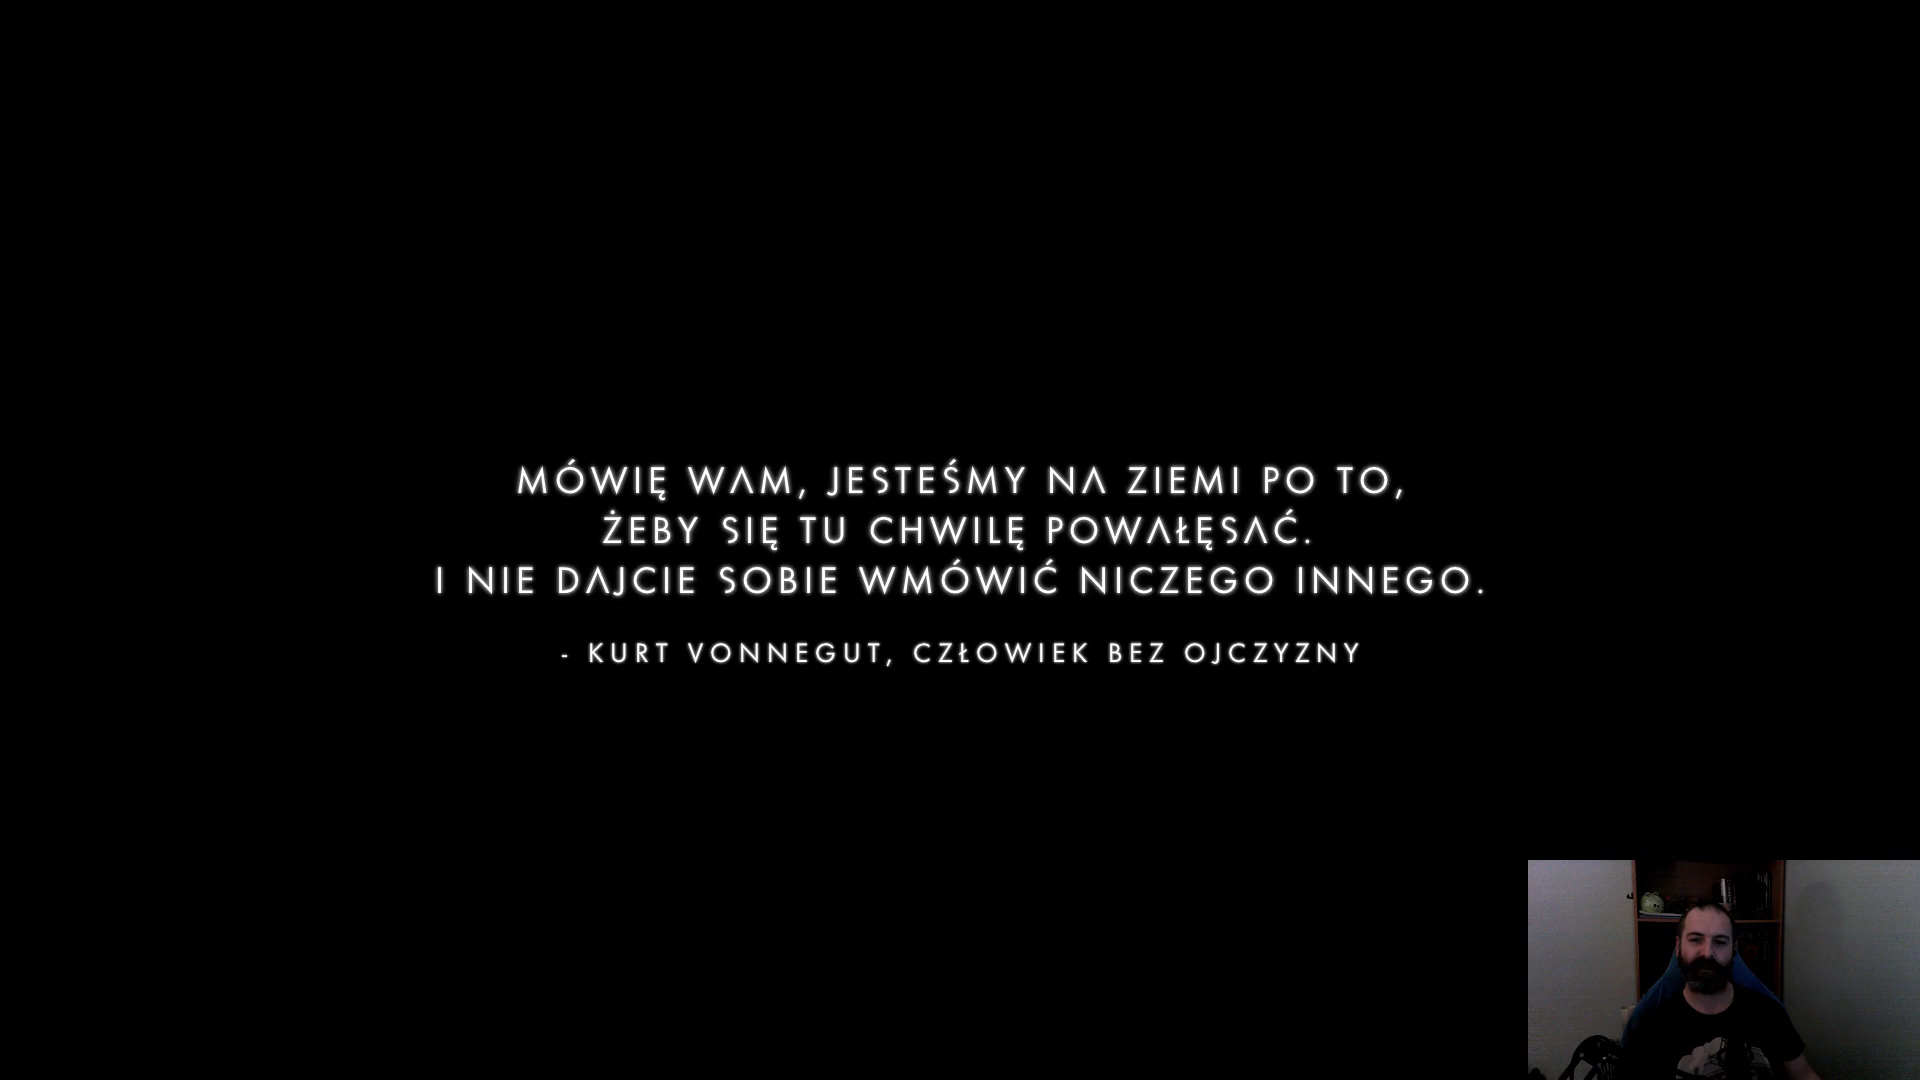 MÓWIĘ WAM, JESTEŚMY NA ZIEMI PO TO,
ŻEBY SIĘ TU CHWILĘ POWAŁĘSAĆ.
I NIE DAJCIE SOBIE WMÓWIĆ NICZEGO INNEGO.
- KURT VONNEGUT, CZŁOWIEK BEZ OJCZYZNY